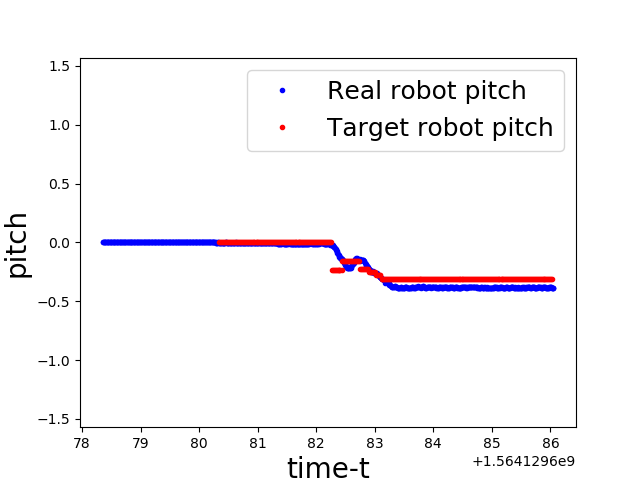 Real robot pitch
Target robot pitch
1.5
1.0
0.5
0.0
−0.5
−1.0
−1.5
pitch
78 79 80 81 82 83 84 85 86
+1.5641296e9
time-t